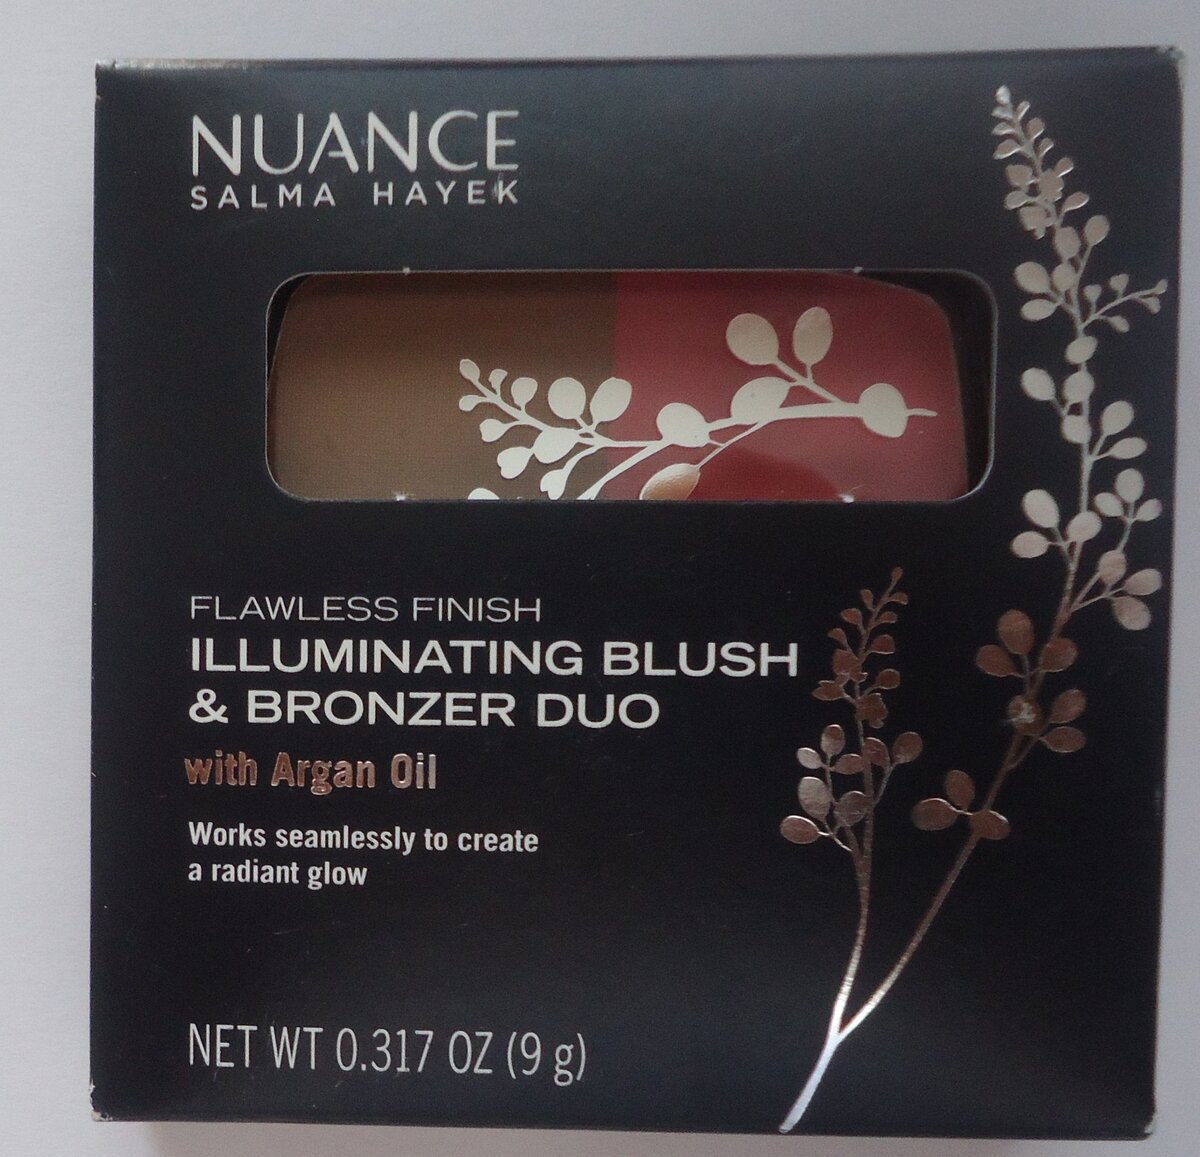 NUANCE
SALMA HAYEK
FLAWLESS FINISH
ILLUMINATING BLUSH
& BRONZER DUO
with Argan Oil
Works seamlessly to create
a radiant glow
NET WT 0.317 OZ (9 g)